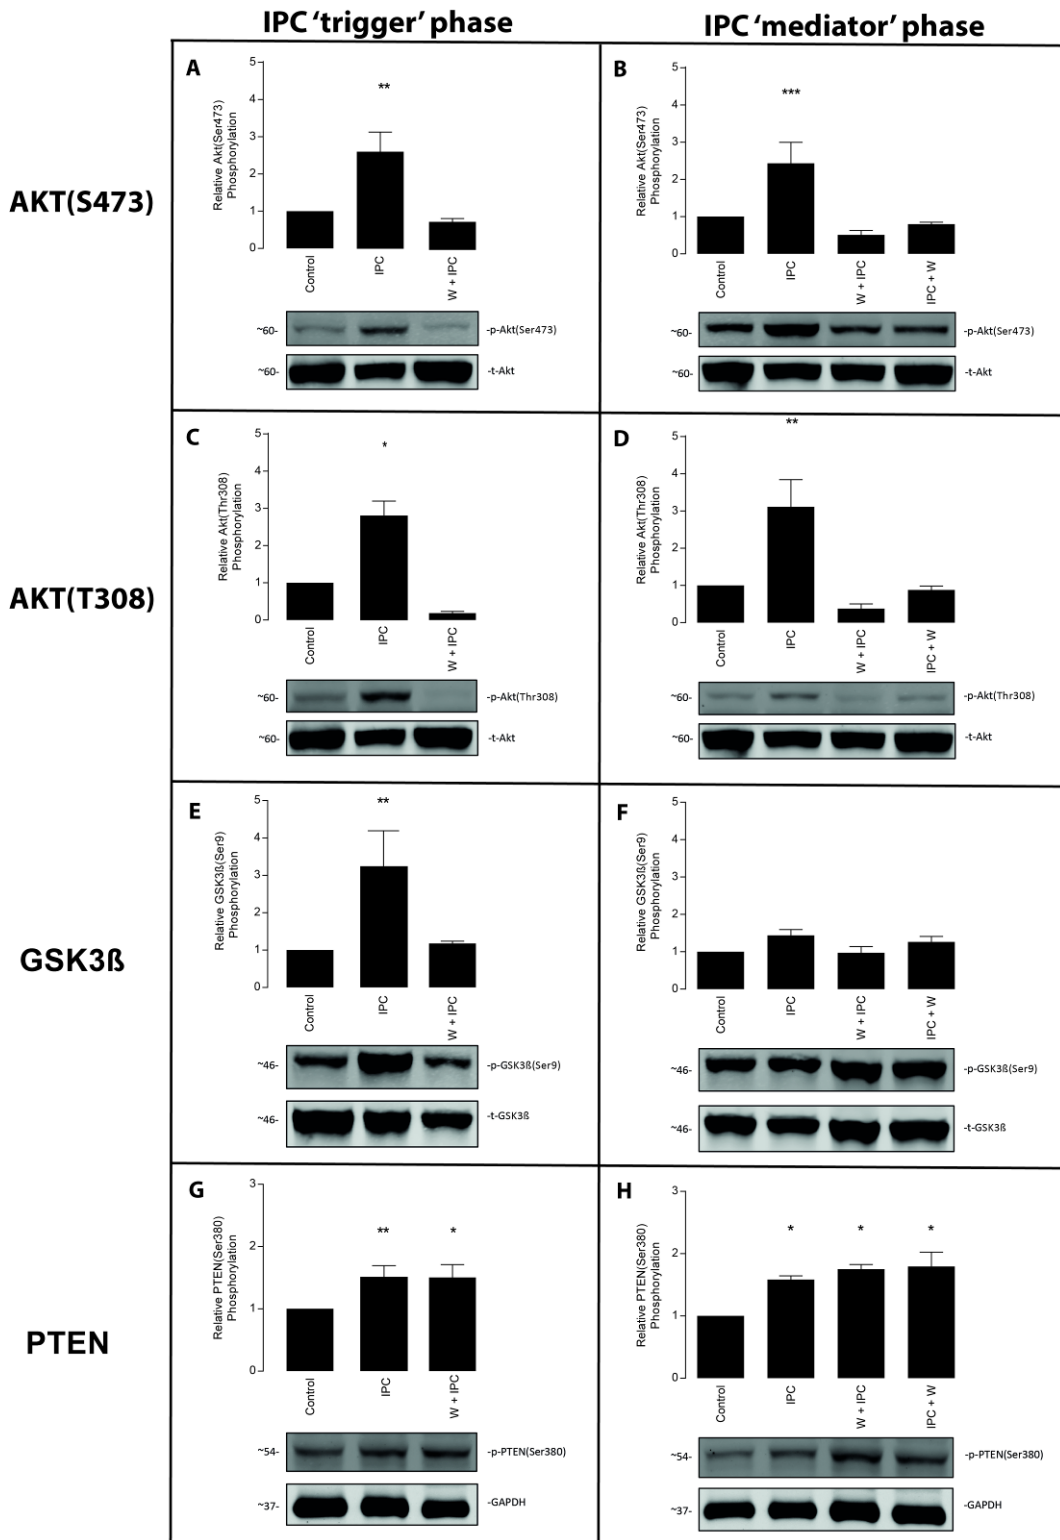 IPC ‘trigger’ phase
IPC ‘mediator’ phase
AKT(S473)
A
Relative Akt(Ser473)
Phosphorylation
5
4
3
2
1
0
**
Control
IPC
W + IPC
~60-
-p-Akt(Ser473)
~60-
-t-Akt
B
Relative Akt(Ser473)
Phosphorylation
5
4
3
2
1
0
***
Control
IPC
W + IPC
IPC + W
~60-
-p-Akt(Ser473)
~60-
-t-Akt
AKT(T308)
C
Relative Akt(Thr308)
Phosphorylation
5
4
3
2
1
0
*
Control
IPC
W + IPC
~60-
-p-Akt(Thr308)
~60-
-t-Akt
D
Relative Akt(Thr308)
Phosphorylation
5
4
3
2
1
0
**
Control
IPC
W + IPC
IPC + W
~60-
-p-Akt(Thr308)
~60-
-t-Akt
GSK3ß
E
Relative GSK3ß(Ser9)
Phosphorylation
5
4
3
2
1
0
**
Control
IPC
W + IPC
~46-
-p-GSK3ß(Ser9)
~46-
-t-GSK3ß
F
Relative GSK3ß(Ser9)
Phosphorylation
5
4
3
2
1
0
Control
IPC
W + IPC
IPC + W
~46-
-p-GSK3ß(Ser9)
~46-
-t-GSK3ß
PTEN
G
Relative PTEN(Ser380)
Phosphorylation
3
2
1
0
**
*
Control
IPC
W + IPC
~54-
-p-PTEN(Ser380)
~37-
-GAPDH
H
Relative PTEN(Ser380)
Phosphorylation
3
2
1
0
*
*
*
Control
IPC
W + IPC
IPC + W
~54-
-p-PTEN(Ser380)
~37-
-GAPDH